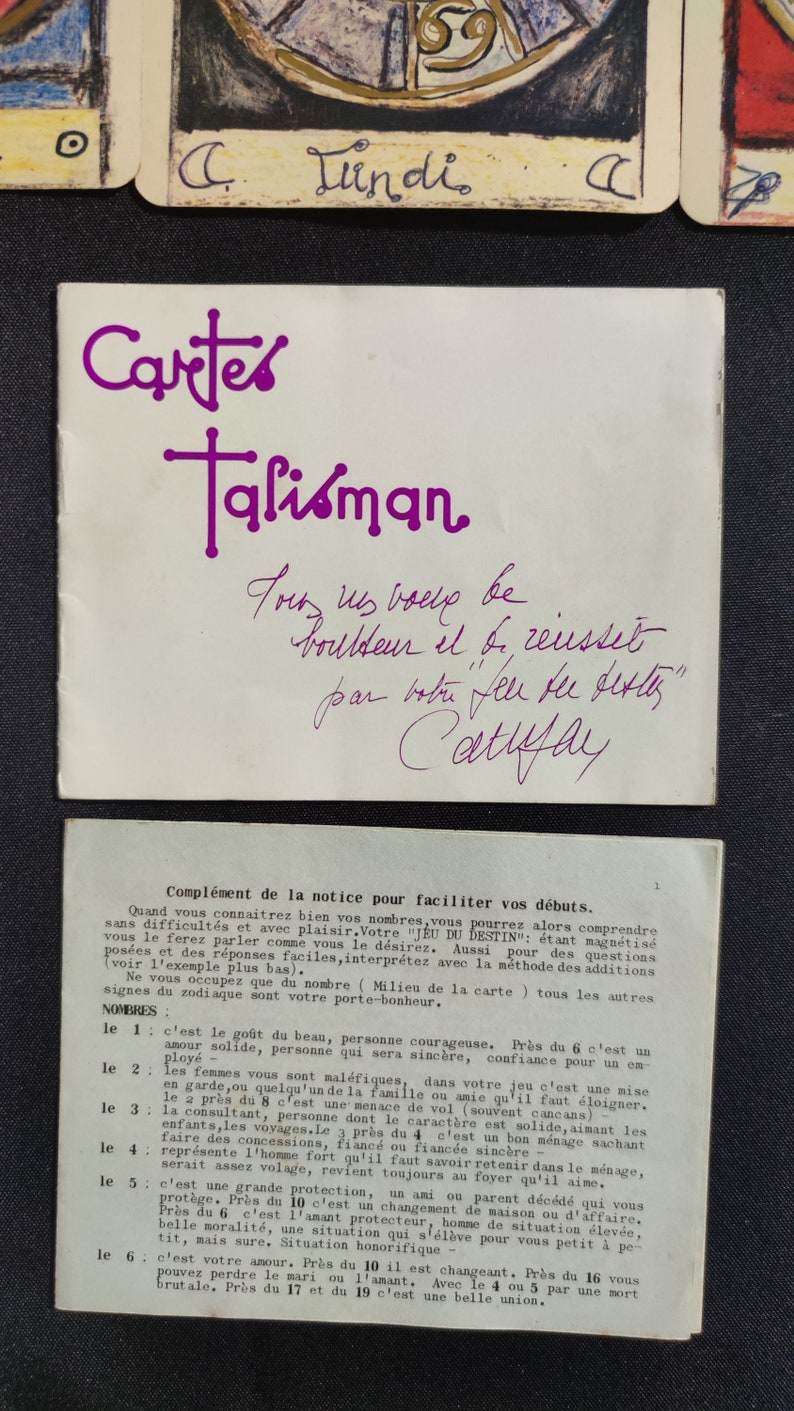 Lundi
Cartes
Talisman
Tous mes voeux de
bonheur et de réussite
par votre "Jeu du destin"
1
Complément de la notice pour faciliter vos débuts.
Quand vous connaitrez bien vos nombres,vous pourrez alors comprendre
sans difficultés et avec plaisir.Votre "JEU DU DESTIN": étant magnétisé
vous le ferez parler comme vous le désirez. Aussi pour des questions
posées et des réponses faciles,interprétez avec la méthode des additions
(voir l'exemple plus bas).
Ne vous occupez que du nombre ( Milieu de la carte ) tous les autres
signes du zodiaque sont votre porte-bonheur.
NOMBRES :
le 1 : c'est le goût du beau, personne courageuse. Près du 6 c'est un
amour solide, personne qui sera sincère, confiance pour un em-
ployé -
le 2 : les femmes vous sont maléfiques, dans votre jeu c'est une mise
en garde,ou quelqu'un de la famille ou amie qu'il faut éloigner.
le 2 près du 8 c'est une menace de vol (souvent cancans) -
le 3 : la consultant, personne dont le caractère est solide,aimant les
enfants,les voyages.Le 3 près du 4 c'est un bon ménage sachant
faire des concessions, fiancé ou fiancée sincère -
le 4 : représente l'homme fort qu'il faut savoir retenir dans le ménage,
serait assez volage, revient toujours au foyer qu'il aime.
le 5 : c'est une grande protection, un ami ou parent décédé qui vous
protège. Près du 10 c'est un changement de maison ou d'affaire.
Près du 6 c'est l'amant protecteur, homme de situation élevée,
belle moralité, une situation qui s'élève pour vous petit à pe-
tit, mais sure. Situation honorifique -
le 6 : c'est votre amour. Près du 10 il est changeant. Près du 16 vous
pouvez perdre le mari ou l'amant. Avec le 4 ou 5 par une mort
brutale. Près du 17 et du 19 c'est une belle union.